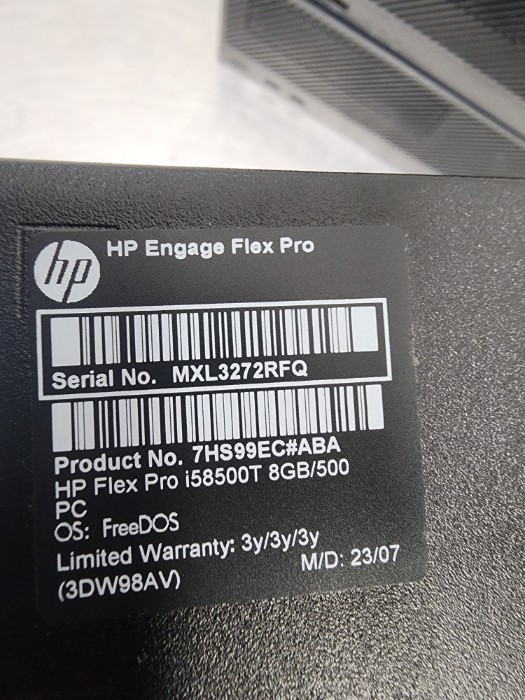 hp
HP Engage Flex Pro
Serial No. MXL3272RFQ
Product No. 7HS99EC#ABA
HP Flex Pro i58500T 8GB/500
PC
OS: FreeDOS
Limited Warranty: 3y/3y/3y
(3DW98AV)
M/D: 23/07